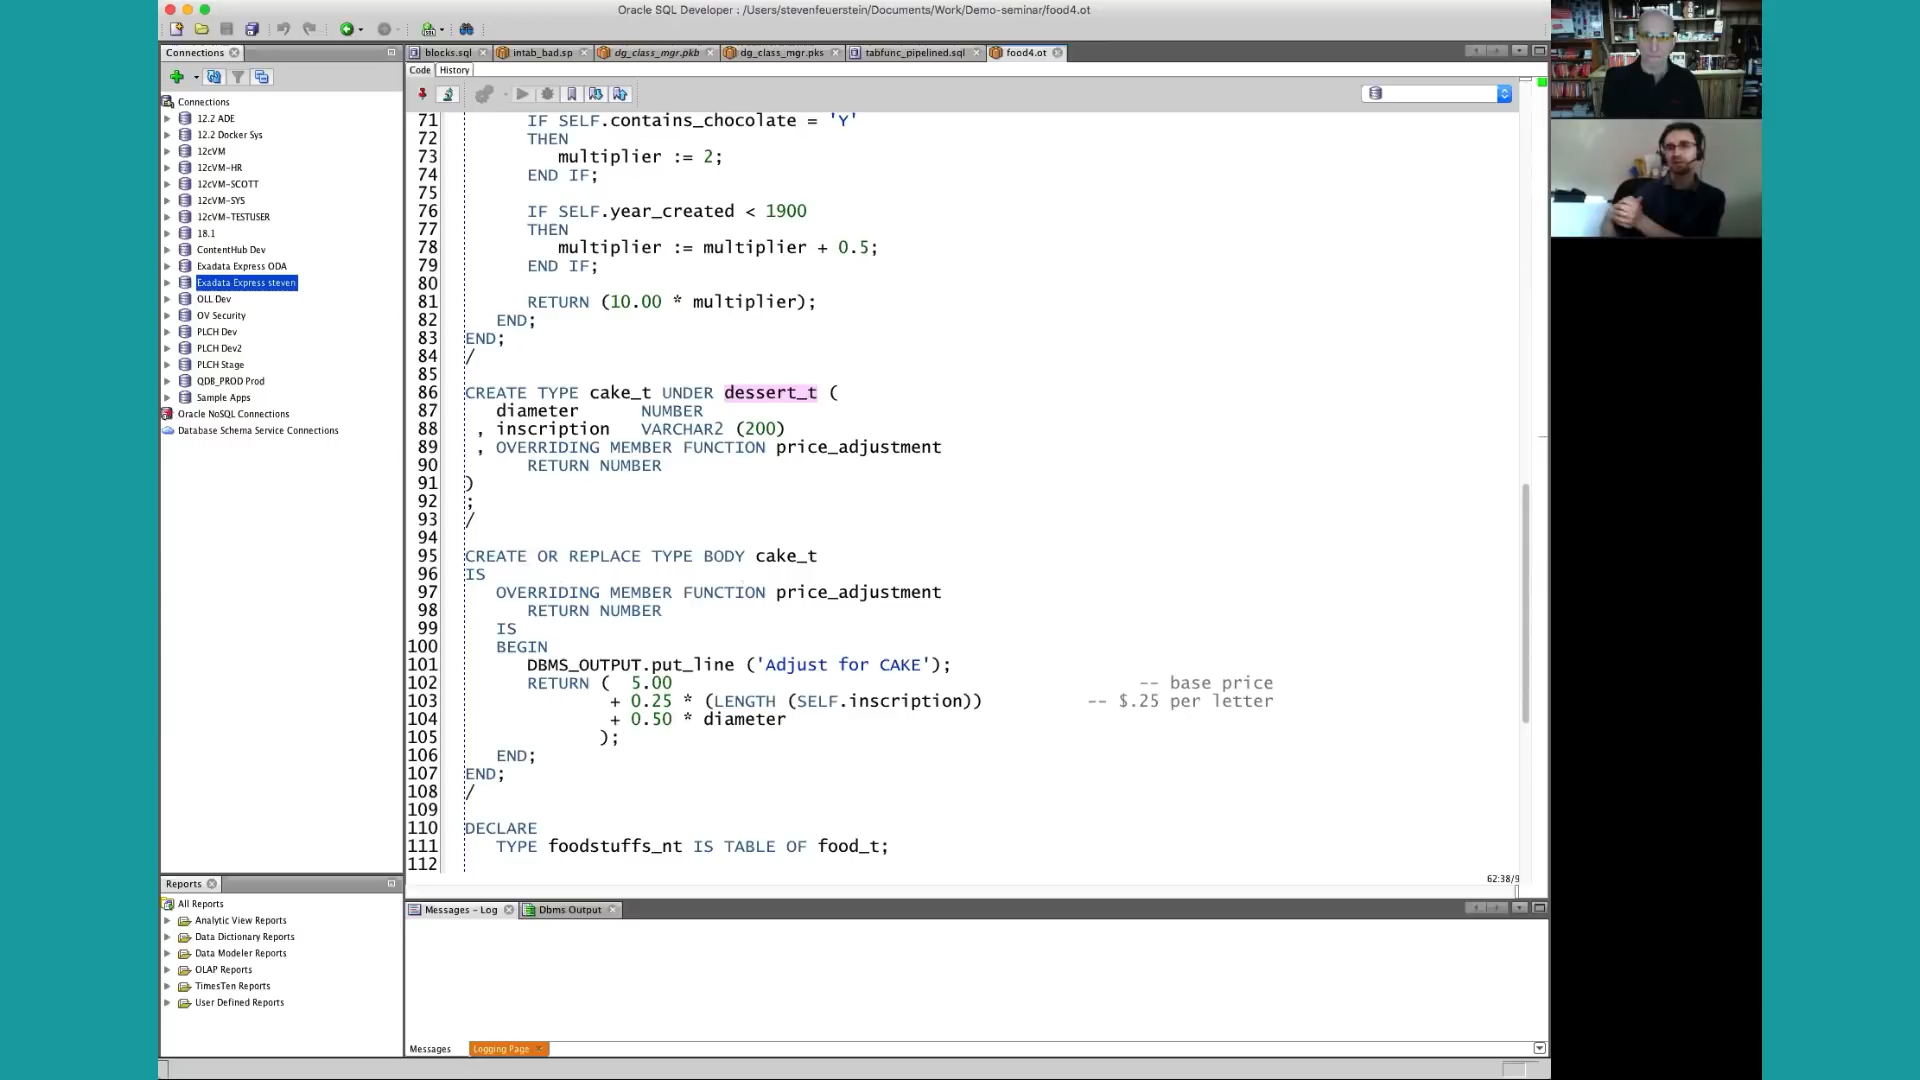 Oracle SQL Developer : /Users/stevenfeuerstein/Documents/Work/Demo-seminar/food4.ot
Connections
Connections
12.2 ADE
12.2 Docker Sys
12cVM
12cVM-HR
12cVM-SCOTT
12cVM-SYS
12cVM-TESTUSER
18.1
ContentHub Dev
Exadata Express ODA
Exadata Express steven
OLL Dev
OV Security
PLCH Dev
PLCH Dev2
PLCH Stage
QDB_PROD Prod
Sample Apps
Oracle NoSQL Connections
Database Schema Service Connections
Reports
All Reports
Analytic View Reports
Data Dictionary Reports
Data Modeler Reports
OLAP Reports
TimesTen Reports
User Defined Reports
blocks.sql intab_bad.sp dg_class_mgr.pkb dg_class_mgr.pks tabfunc_pipelined.sql food4.ot
Code History
71 IF SELF.contains_chocolate = 'Y'
72 THEN
73 multiplier := 2;
74 END IF;
75
76 IF SELF.year_created < 1900
77 THEN
78 multiplier := multiplier + 0.5;
79 END IF;
80
81 RETURN (10.00 * multiplier);
82 END;
83 END;
84 /
85
86 CREATE TYPE cake_t UNDER dessert_t (
87 diameter NUMBER
88 , inscription VARCHAR2 (200)
89 , OVERRIDING MEMBER FUNCTION price_adjustment
90 RETURN NUMBER
91 )
92 ;
93 /
94
95 CREATE OR REPLACE TYPE BODY cake_t
96 IS
97 OVERRIDING MEMBER FUNCTION price_adjustment
98 RETURN NUMBER
99 IS
100 BEGIN
101 DBMS_OUTPUT.put_line ('Adjust for CAKE');
102 RETURN ( 5.00 -- base price
103 + 0.25 * (LENGTH (SELF.inscription)) -- $.25 per letter
104 + 0.50 * diameter
105 );
106 END;
107 END;
108 /
109
110 DECLARE
111 TYPE foodstuffs_nt IS TABLE OF food_t;
112
62:38/9
Messages - Log Dbms Output
Messages Logging Page